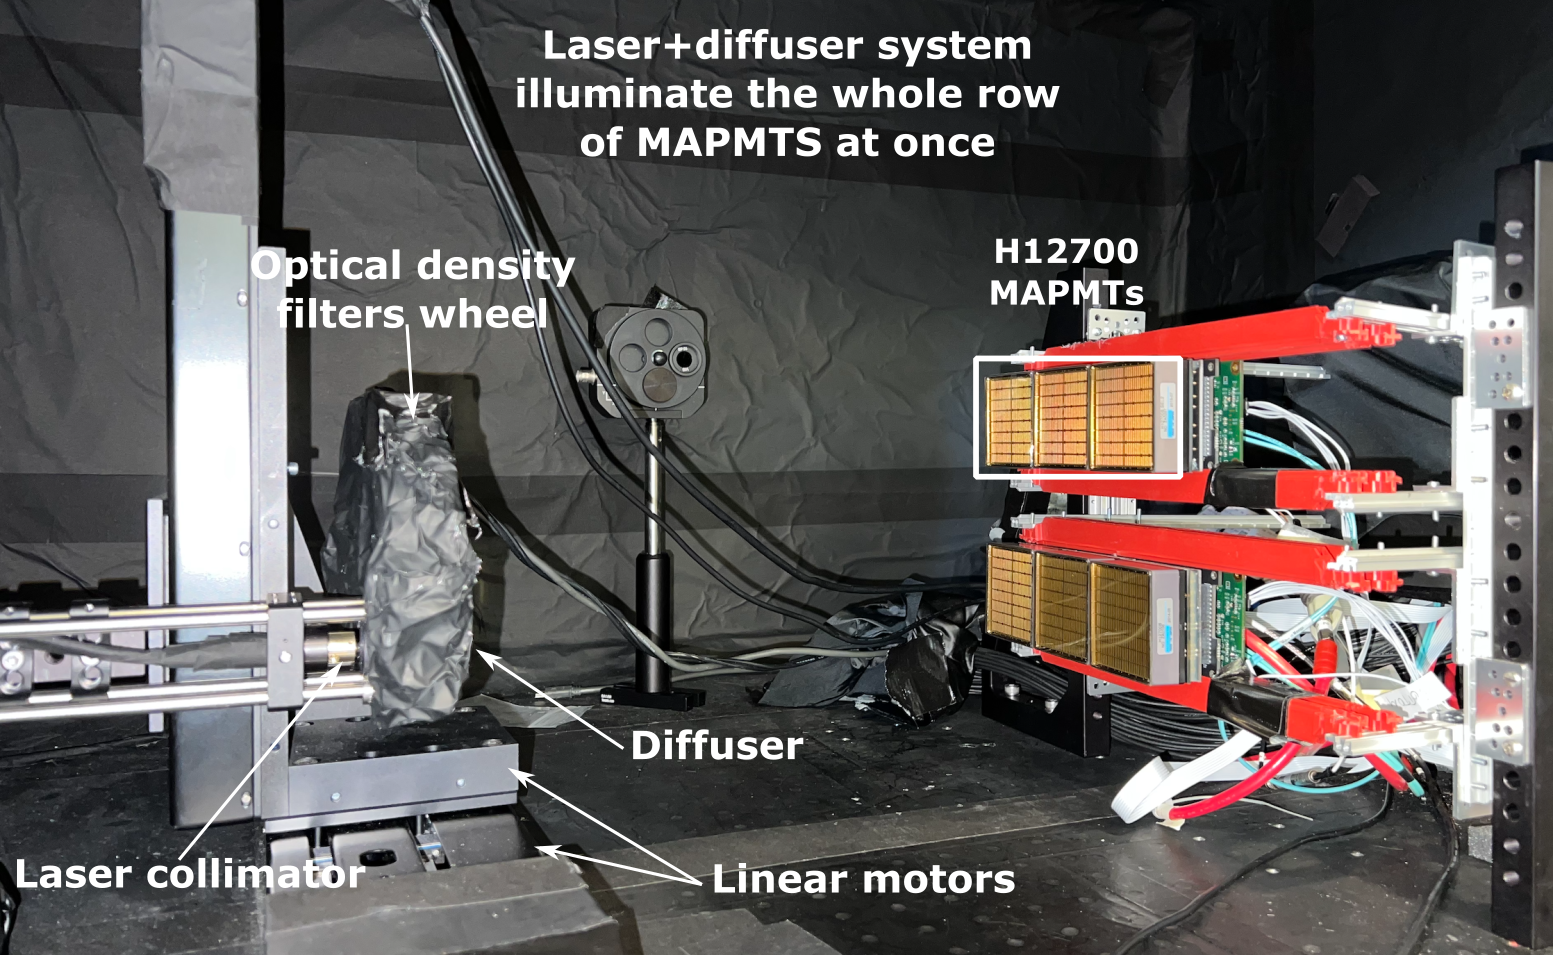 Laser+diffuser system
illuminate the whole row
of MAPMTS at once
Optical density
filters wheel
H12700
MAPMTs
Diffuser
Laser collimator
Linear motors